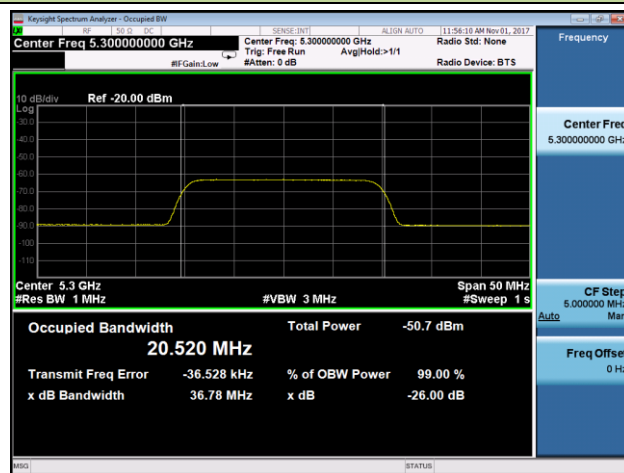 Keysight Spectrum Analyzer - Occupied BW
LXI RF 50 Ω DC SENSE:INT ALIGN AUTO 11:56:10 AM Nov 01, 2017
Center Freq 5.300000000 GHz Center Freq: 5.300000000 GHz Radio Std: None
Trig: Free Run Avg|Hold:>1/1
#IFGain:Low #Atten: 0 dB Radio Device: BTS
10 dB/div Ref -20.00 dBm
Log
-30.0
-40.0
-50.0
-60.0
-70.0
-80.0
-90.0
-100
-110
Center 5.3 GHz Span 50 MHz
#Res BW 1 MHz #VBW 3 MHz #Sweep 1 s
Occupied Bandwidth Total Power -50.7 dBm
20.520 MHz
Transmit Freq Error -36.528 kHz % of OBW Power 99.00 %
x dB Bandwidth 36.78 MHz x dB -26.00 dB
MSG STATUS
Frequency
Center Freq
5.300000000 GHz
CF Step
5.000000 MHz
Auto Man
Freq Offset
0 Hz